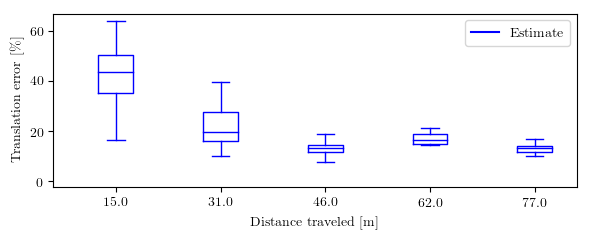 Translation error [%]
60
40
20
0
Estimate
15.0 31.0 46.0 62.0 77.0
Distance traveled [m]